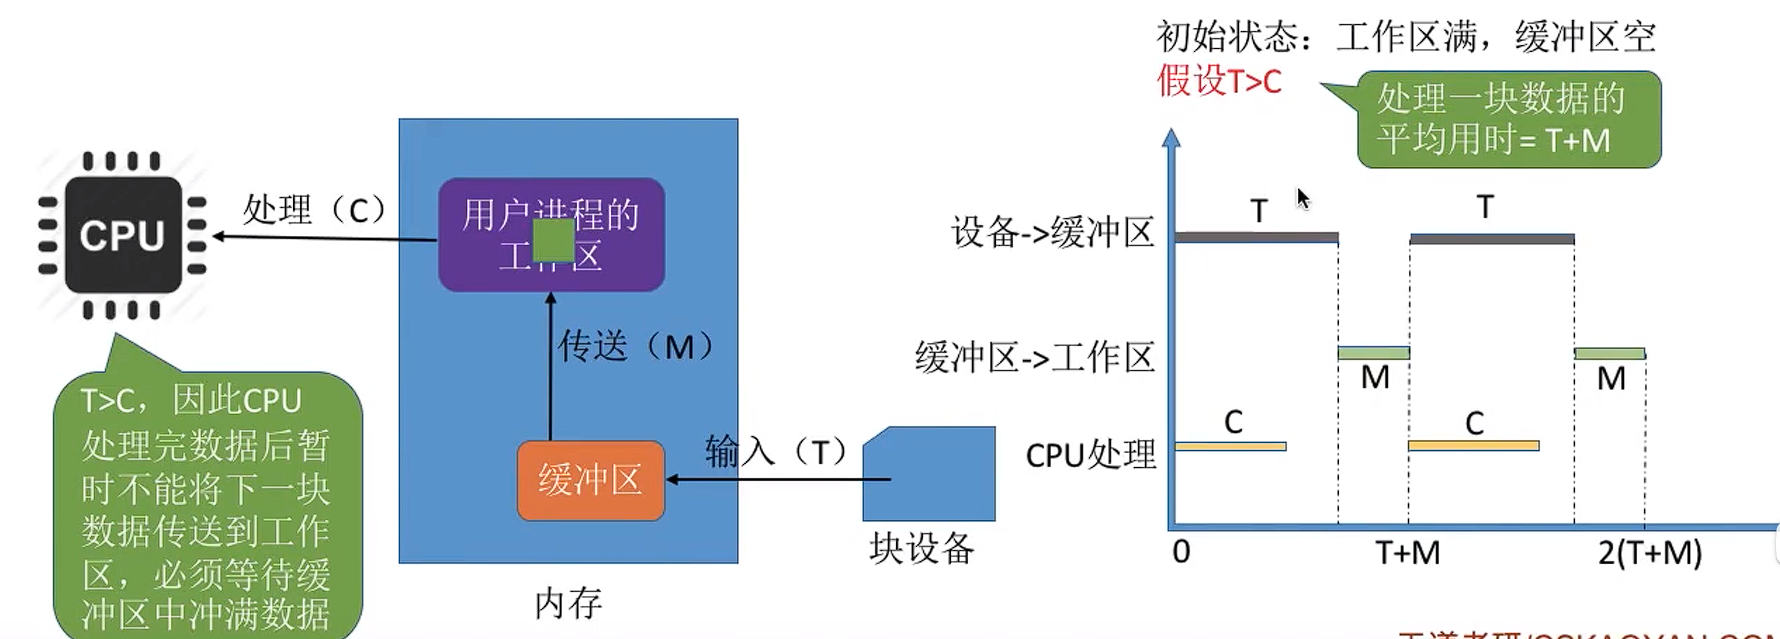 初始状态：工作区满，缓冲区空
假设T>C
处理一块数据的
平均用时= T+M
CPU
处理（C）
用户进程的
工作区
传送（M）
缓冲区
输入（T）
块设备
内存
T>C，因此CPU
处理完数据后暂
时不能将下一块
数据传送到工作
区，必须等待缓
冲区中冲满数据
设备->缓冲区
T
T
缓冲区->工作区
M
M
CPU处理
C
C
0
T+M
2(T+M)